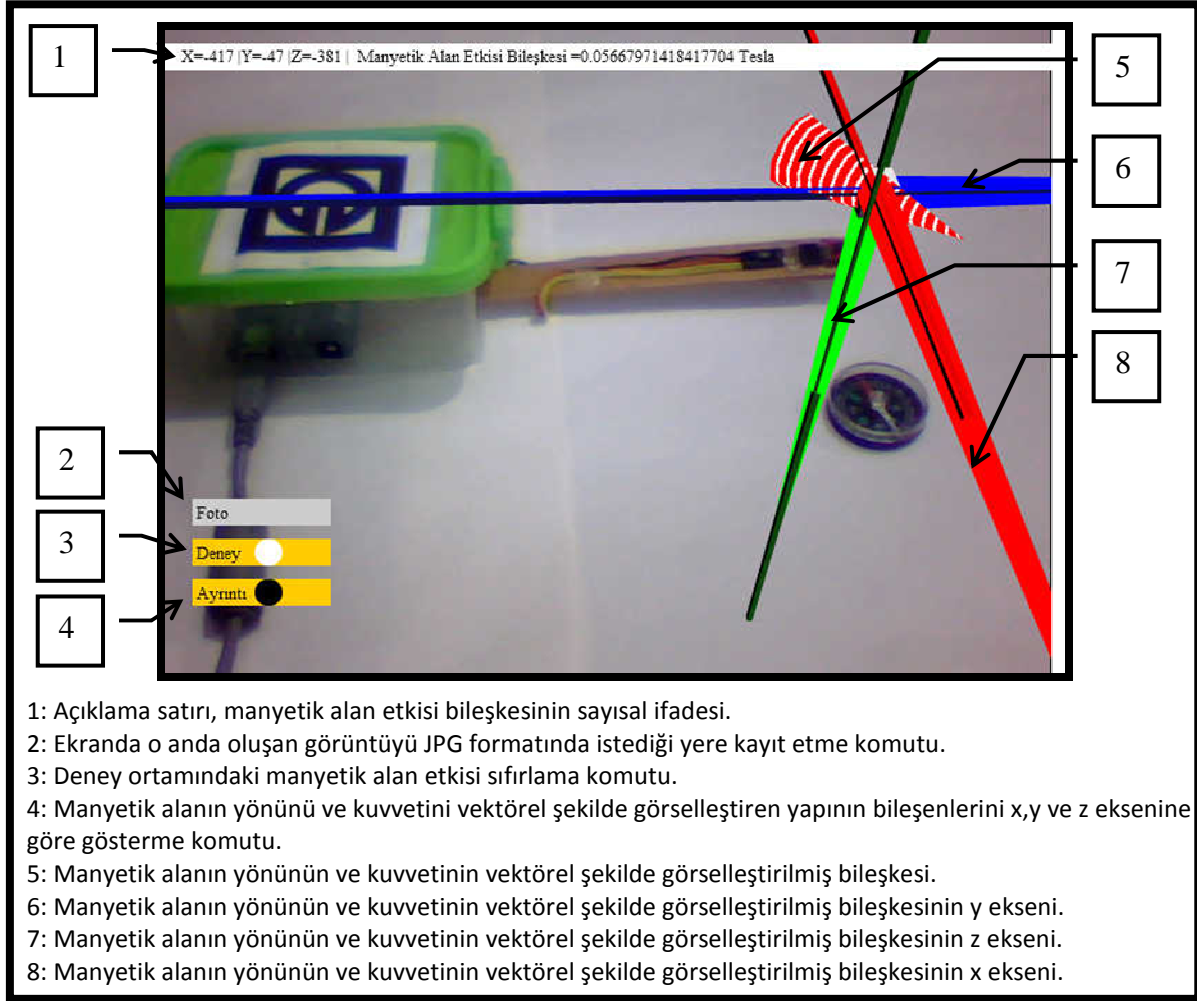 1
X=-417 |Y=-47 |Z=-381 | Manyetik Alan Etkisi Bileşkesi =0.05667971418417704 Tesla
5
6
7
8
2
Foto
3
Deney
Ayrıntı
4
1: Açıklama satırı, manyetik alan etkisi bileşkesinin sayısal ifadesi.
2: Ekranda o anda oluşan görüntüyü JPG formatında istediği yere kayıt etme komutu.
3: Deney ortamındaki manyetik alan etkisi sıfırlama komutu.
4: Manyetik alanın yönünü ve kuvvetini vektörel şekilde görselleştiren yapının bileşenlerini x,y ve z eksenine
göre gösterme komutu.
5: Manyetik alanın yönünün ve kuvvetinin vektörel şekilde görselleştirilmiş bileşkesi.
6: Manyetik alanın yönünün ve kuvvetinin vektörel şekilde görselleştirilmiş bileşkesinin y ekseni.
7: Manyetik alanın yönünün ve kuvvetinin vektörel şekilde görselleştirilmiş bileşkesinin z ekseni.
8: Manyetik alanın yönünün ve kuvvetinin vektörel şekilde görselleştirilmiş bileşkesinin x ekseni.